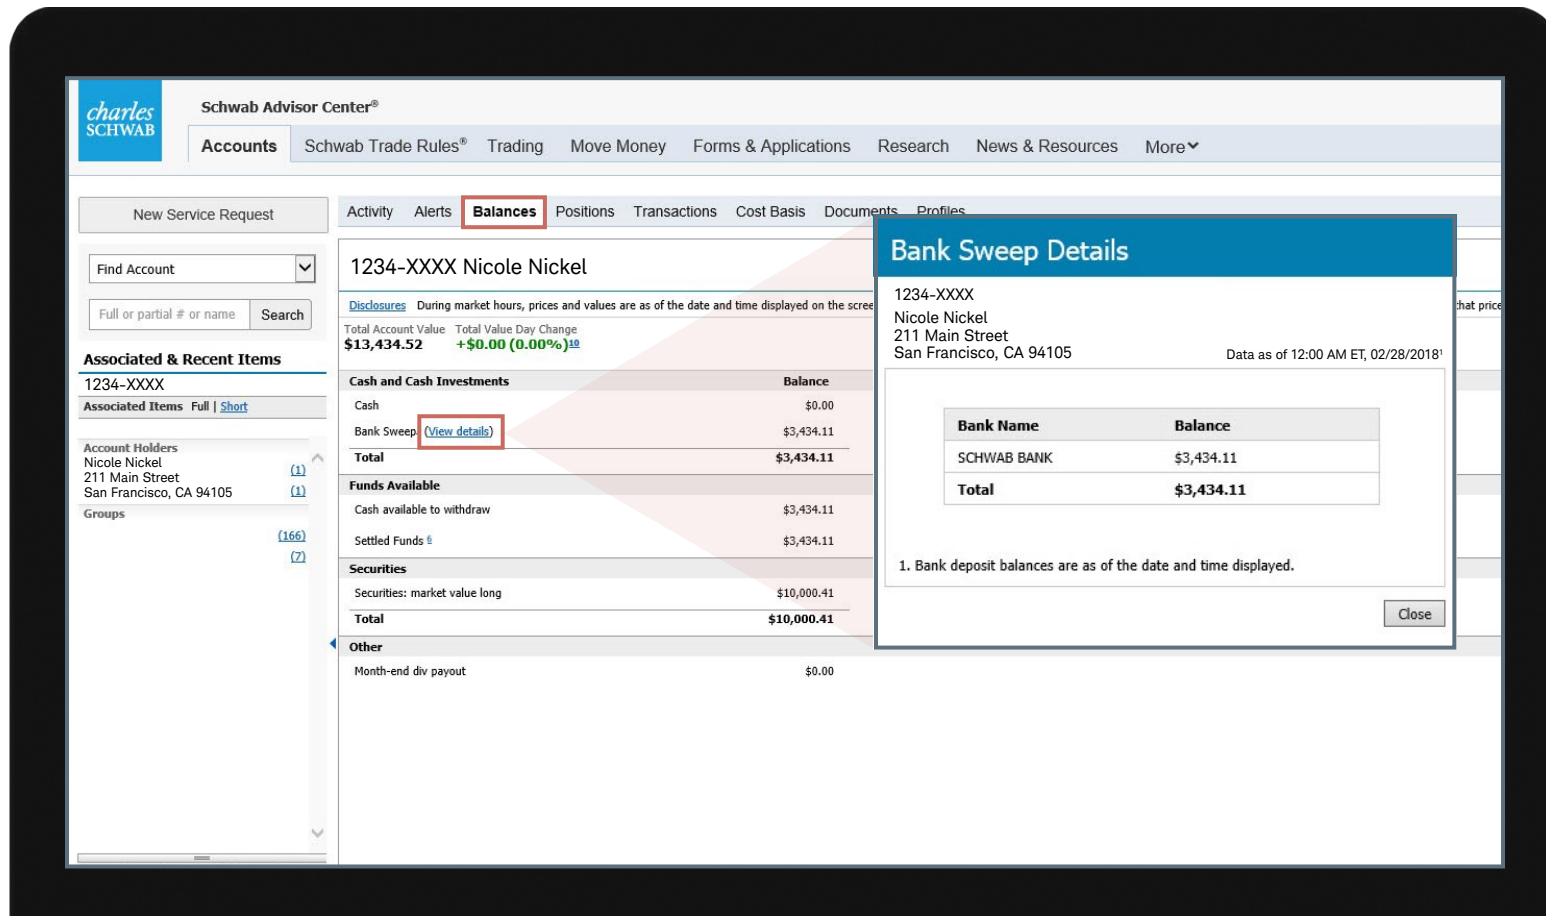 charles
SCHWAB
Schwab Advisor Center®
Accounts Schwab Trade Rules® Trading Move Money Forms & Applications Research News & Resources More
New Service Request
Find Account
Full or partial # or name Search
Associated & Recent Items
1234-XXXX
Associated Items Full | Short
Account Holders
Nicole Nickel
(1)
211 Main Street
San Francisco, CA 94105 (1)
Groups
(166)
(7)
Activity Alerts Balances Positions Transactions Cost Basis Documents Profiles
1234-XXXX Nicole Nickel
Disclosures During market hours, prices and values are as of the date and time displayed on the scree
that price
Total Account Value Total Value Day Change
$13,434.52 +$0.00 (0.00%)10
Cash and Cash Investments Balance
Cash $0.00
Bank Sweep (View details) $3,434.11
Total $3,434.11
Funds Available
Cash available to withdraw $3,434.11
Settled Funds 6 $3,434.11
Securities
Securities: market value long $10,000.41
Total $10,000.41
Other
Month-end div payout $0.00
Bank Sweep Details
1234-XXXX
Nicole Nickel
211 Main Street
San Francisco, CA 94105 Data as of 12:00 AM ET, 02/28/2018¹
Bank Name Balance
SCHWAB BANK $3,434.11
Total $3,434.11
1. Bank deposit balances are as of the date and time displayed.
Close